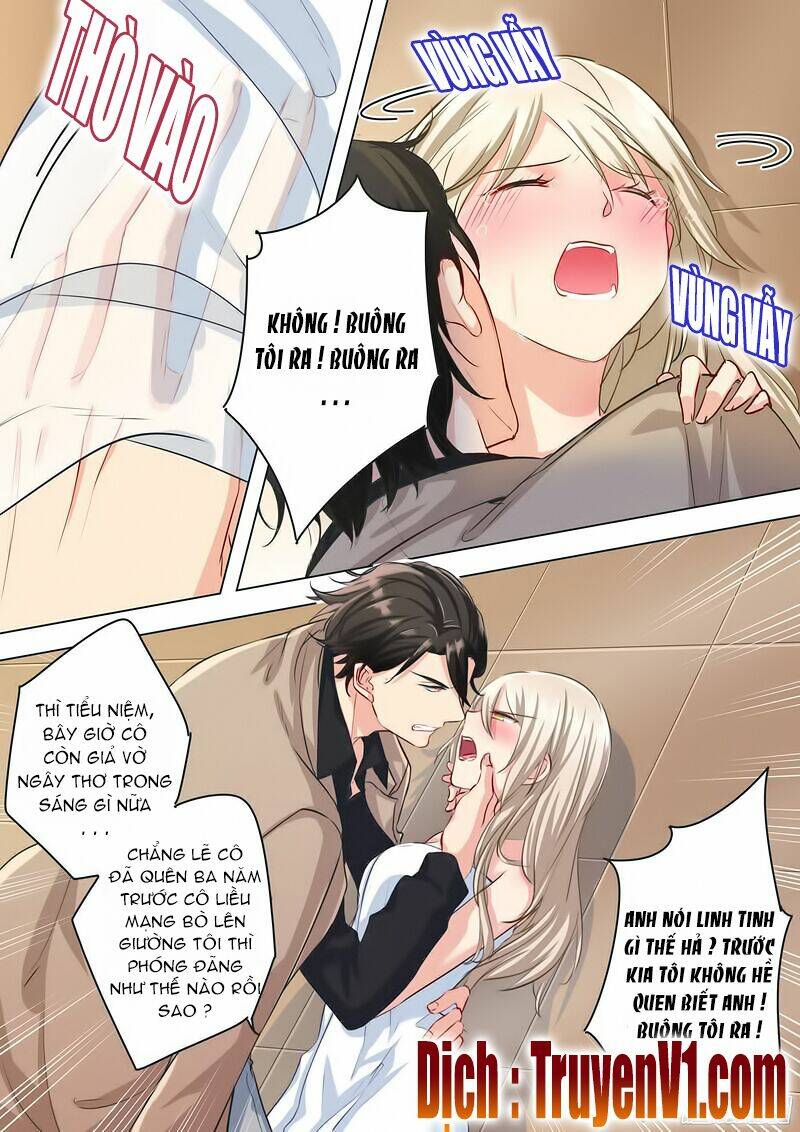 THÒ VÀO
VÙNG VẪY
VÙNG VẪY
KHÔNG ! BUÔNG
TÔI RA ! BUÔNG RA
...
THÌ TIỂU NIỆM,
BÂY GIỜ CÔ
CÒN GIẢ VỜ
NGÂY THƠ TRONG
SÁNG GÌ NỮA
...
CHẲNG LẼ CÔ
ĐÃ QUÊN BA NĂM
TRƯỚC CÔ LIỀU
MẠNG BÒ LÊN
GIƯỜNG TÔI THÌ
PHÓNG ĐÃNG
NHƯ THẾ NÀO RỒI
SAO ?
ANH NÓI LINH TINH
GÌ THẾ HẢ ? TRƯỚC
KIA TÔI KHÔNG HỀ
QUEN BIẾT ANH !
BUÔNG TÔI RA !
Dịch : TruyenV1.com